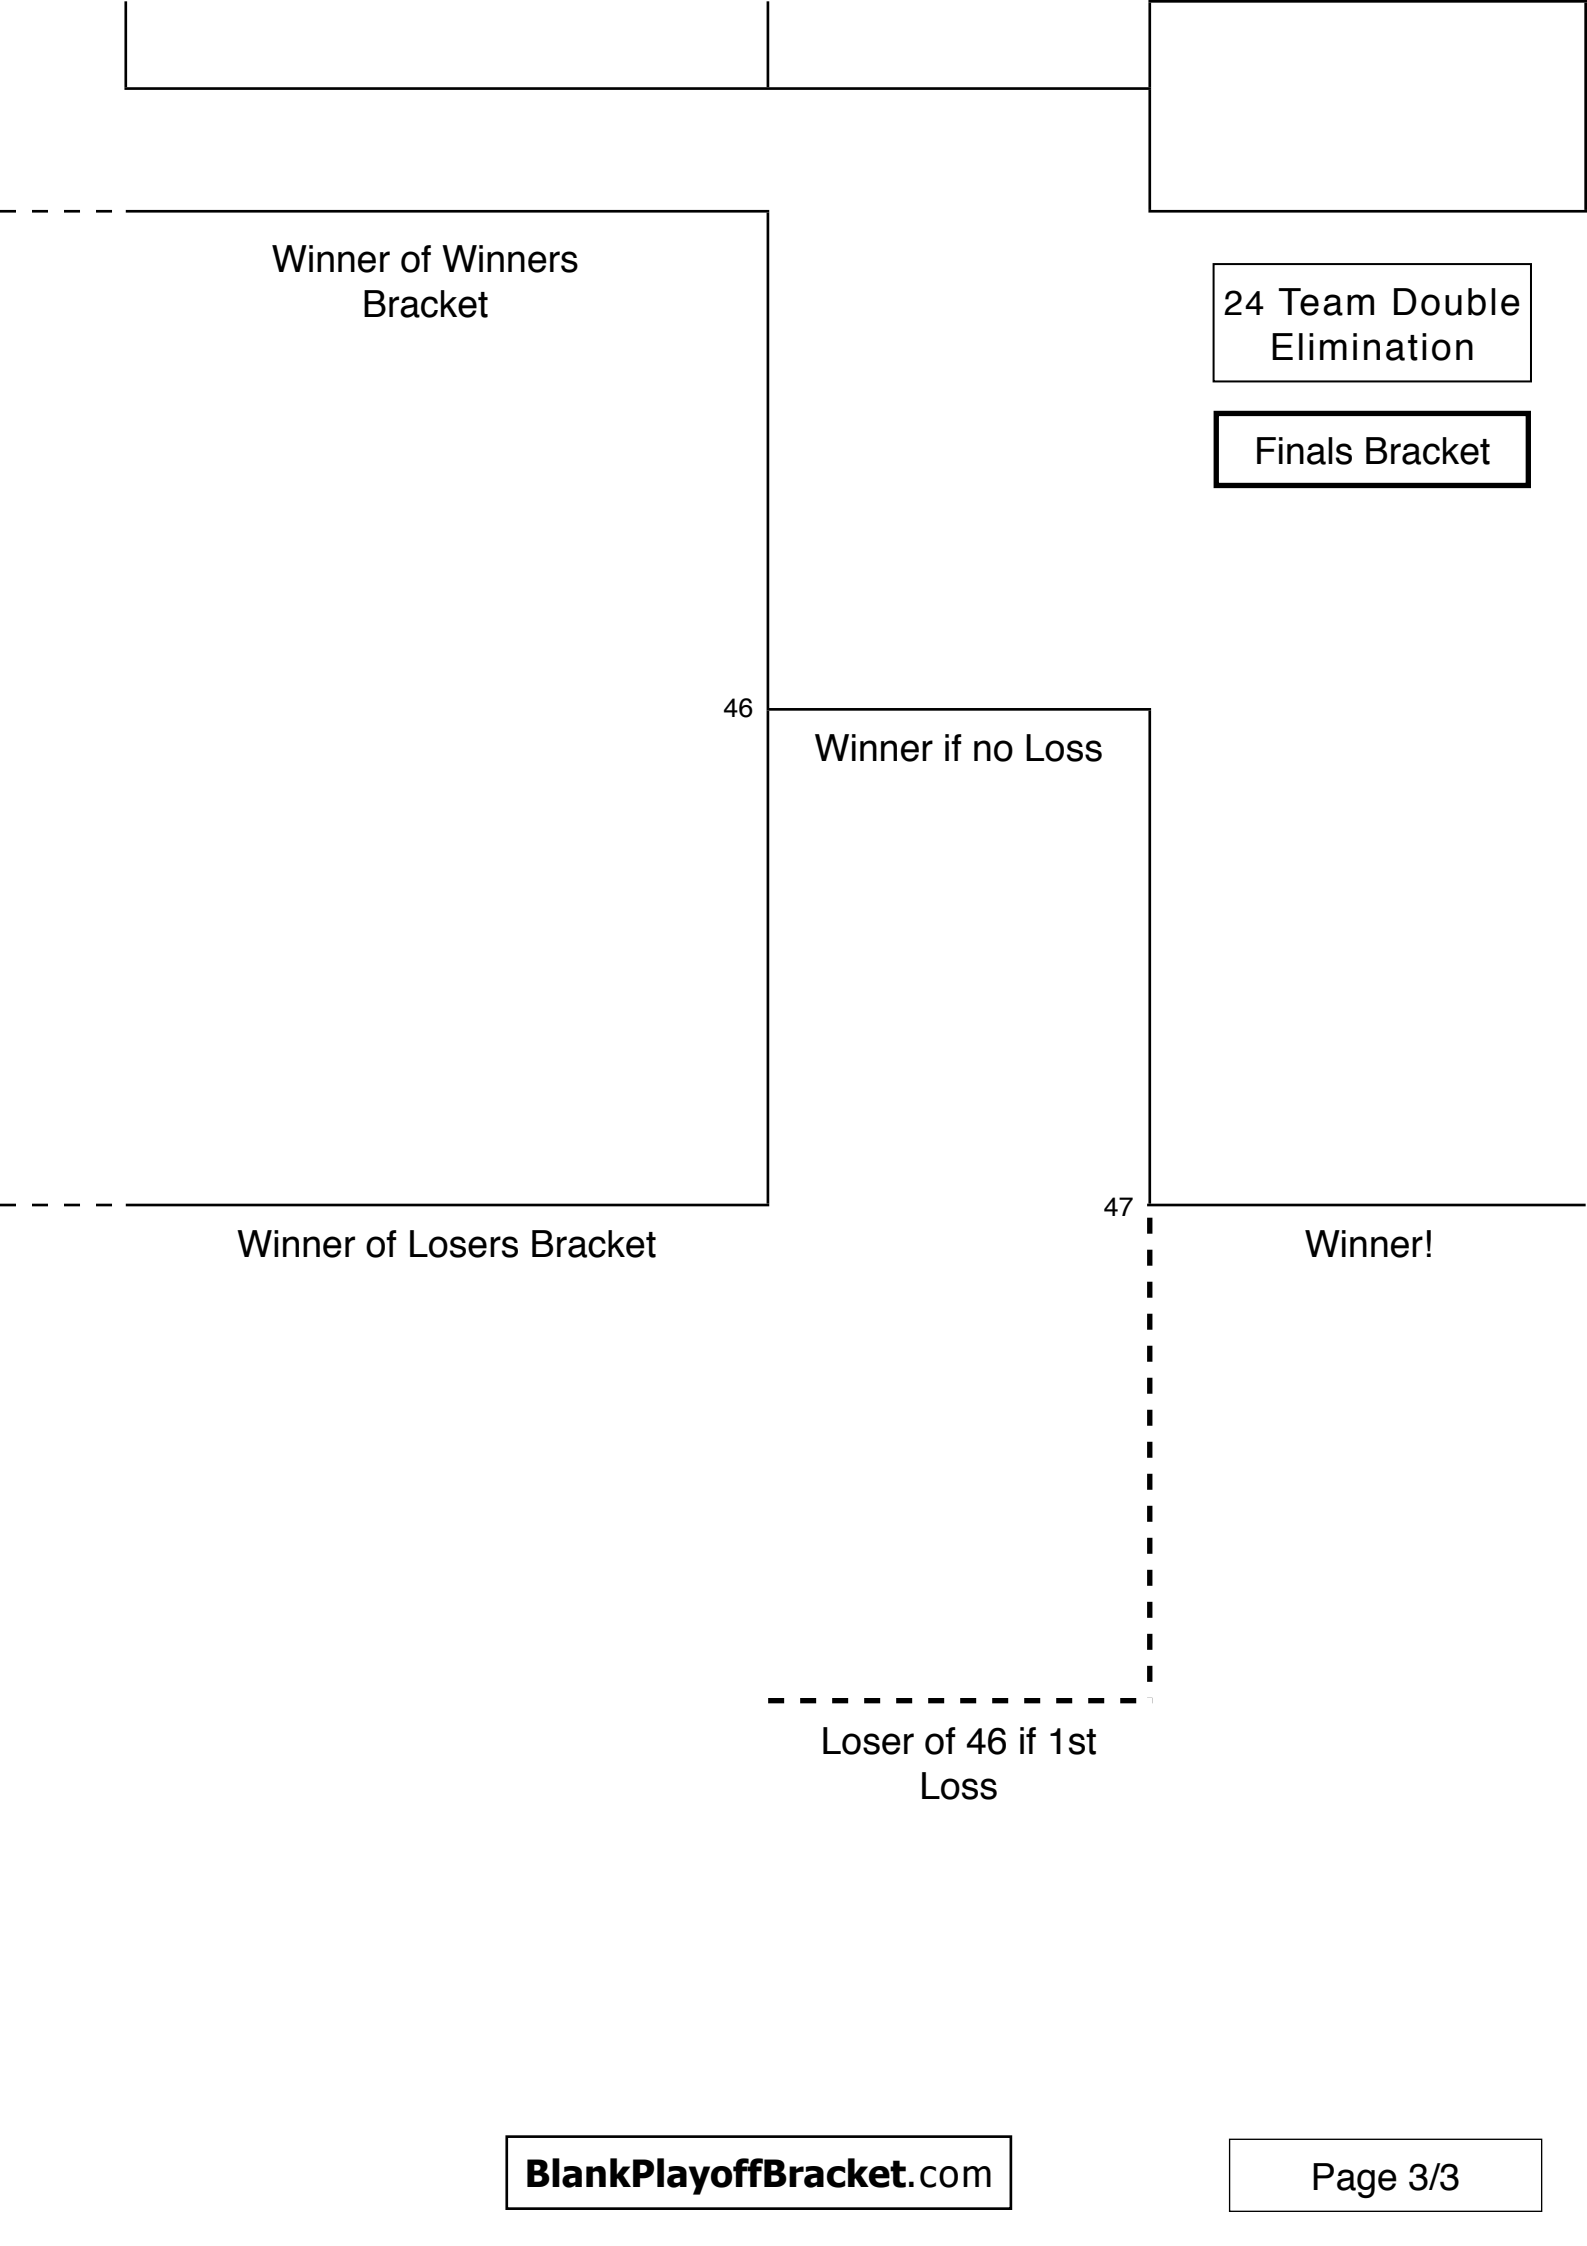 Winner of Winners
Bracket
24 Team Double
Elimination
Finals Bracket
46
Winner if no Loss
47
Winner of Losers Bracket
Winner!
Loser of 46 if 1st
Loss
BlankPlayoffBracket.com
Page 3/3